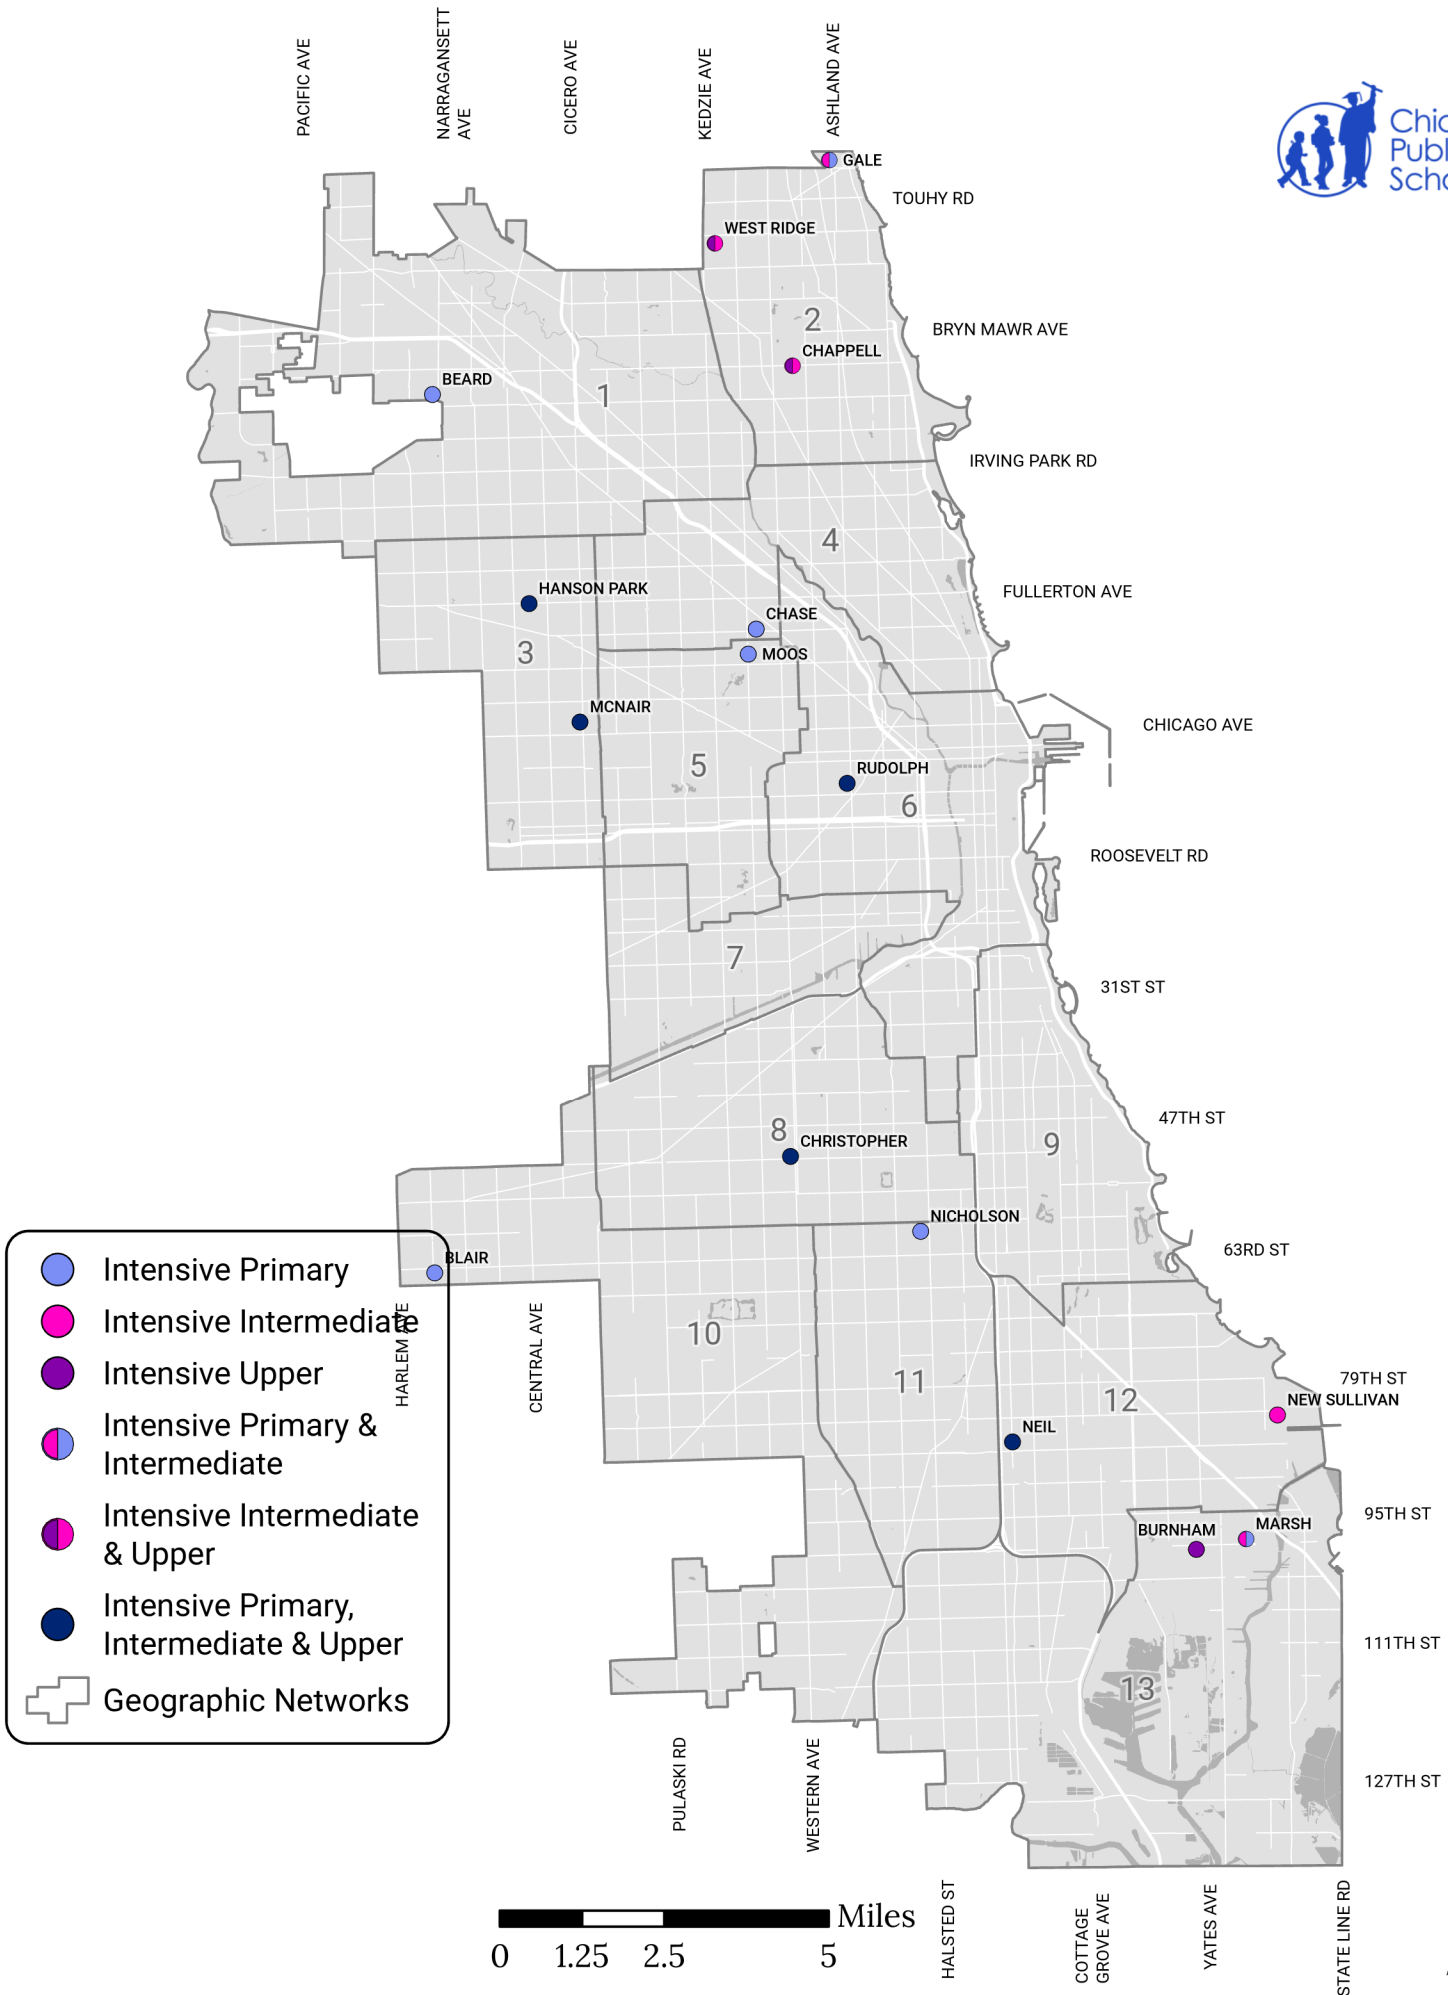 PACIFIC AVE
NARRAGANSETT
AVE
CICERO AVE
KEDZIE AVE
ASHLAND AVE
GALE
TOUHY RD
WEST RIDGE
2
BRYN MAWR AVE
CHAPPELL
BEARD
1
IRVING PARK RD
4
HANSON PARK
FULLERTON AVE
CHASE
3
MOOS
MCNAIR
CHICAGO AVE
5
RUDOLPH
6
ROOSEVELT RD
7
31ST ST
47TH ST
8
CHRISTOPHER
9
NICHOLSON
63RD ST
BLAIR
10
11
12
79TH ST
NEW SULLIVAN
NEIL
95TH ST
BURNHAM
MARSH
111TH ST
13
127TH ST
Intensive Primary
Intensive Intermediate
Intensive Upper
Intensive Primary &
Intermediate
Intensive Intermediate
& Upper
Intensive Primary,
Intermediate & Upper
Geographic Networks
HARLEM AVE
CENTRAL AVE
PULASKI RD
WESTERN AVE
HALSTED ST
COTTAGE
GROVE AVE
YATES AVE
STATE LINE RD
Miles
0 1.25 2.5 5